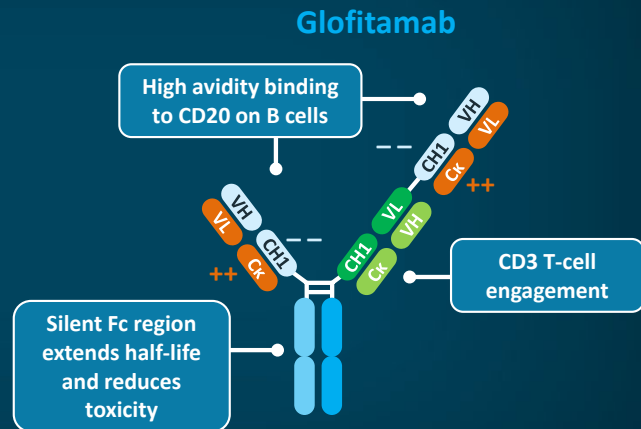 Glofitamab
High avidity binding
to CD20 on B cells
VH
VL
CH1
Cκ
− −
++
VL
VH
CH1
Cκ
VH
VL
CH1
Cκ
− −
++
CD3 T-cell
engagement
Silent Fc region
extends half-life
and reduces
toxicity